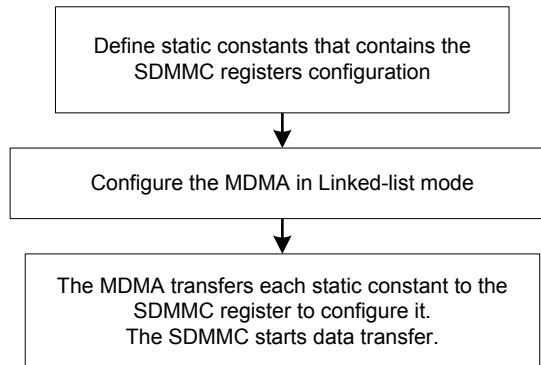 Define static constants that contains the
SDMMC registers configuration
Configure the MDMA in Linked-list mode
The MDMA transfers each static constant to the
SDMMC register to configure it.
The SDMMC starts data transfer.